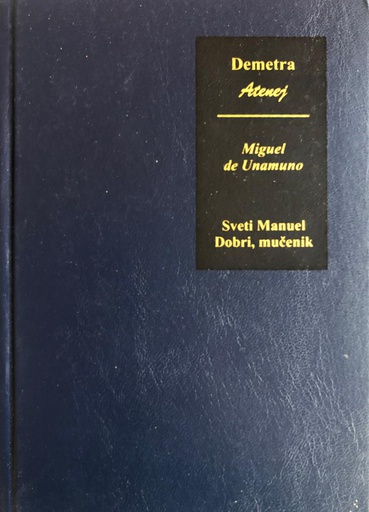 Demetra
Atenej
Miguel
de Unamuno
Sveti Manuel
Dobri, mučenik